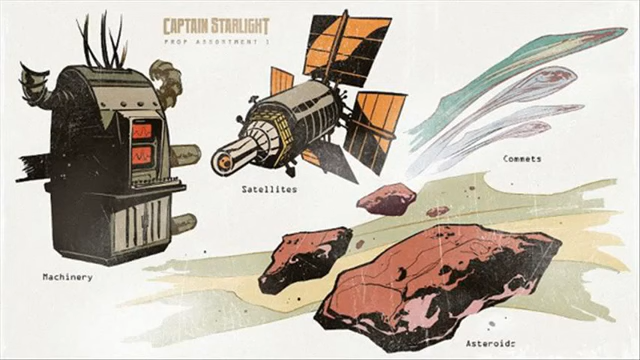 CAPTAIN STARLIGHT
PROP ASSORTMENT 1
Satellites
Commets
Machinery
Asteroids